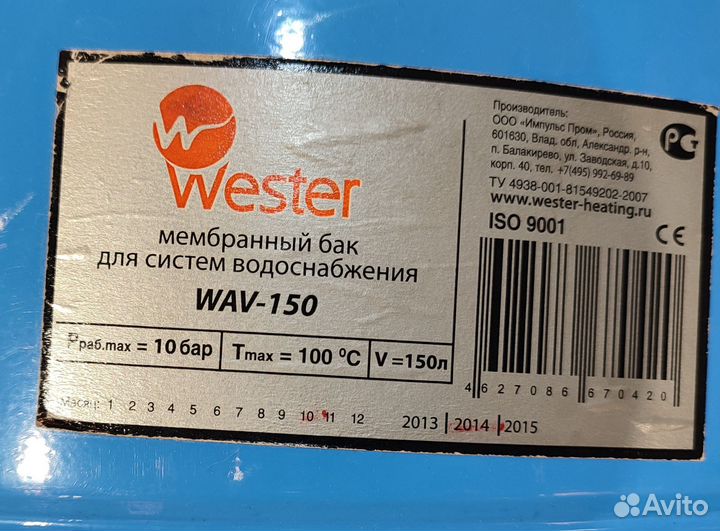 Wester
мембранный бак
для систем водоснабжения
WAV-150
Pраб.max = 10 бар
Tmax = 100 °C
V =150л
месяц: 1 2 3 4 5 6 7 8 9 10 11 12
2013 | 2014 | 2015
Производитель:
ООО «Импульс Пром», Россия,
601630, Влад. обл, Александр. р-н,
п. Балакирево, ул. Заводская, д.10,
корп. 40, тел. +7(495) 992-69-89
ТУ 4938-001-81549202-2007
www.wester-heating.ru
ISO 9001
CE
4 627086 670420
Avito